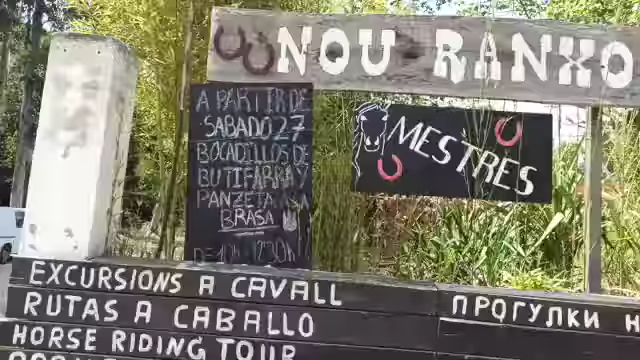 NOU RANXO
A PARTIR DE
SABADO 27
BOCADILLOS DE
BUTIFARRA Y
PANZETA
BRASA
MESTRES
EXCURSIONS A CAVALL
RUTAS A CABALLO
HORSE RIDING TOUR
ПРОГУЛКИ Н